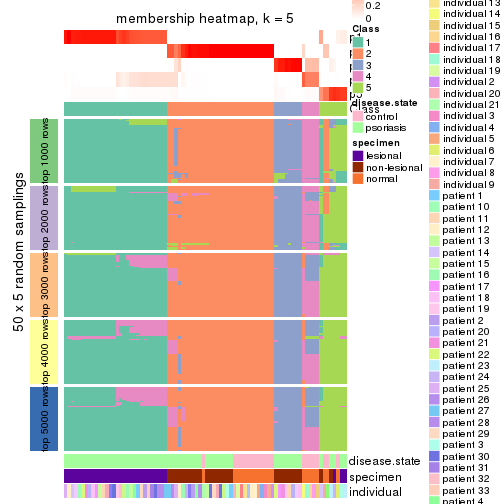 membership heatmap, k = 5
50 x 5 random samplings
top 1000 rows
top 2000 rows
top 3000 rows
top 4000 rows
top 5000 rows
Class
disease.state
specimen
individual
0.2
0
Class
1
2
3
4
5
disease.state
control
psoriasis
specimen
lesional
non-lesional
normal
individual 13
individual 14
individual 15
individual 16
individual 17
individual 18
individual 19
individual 2
individual 20
individual 21
individual 3
individual 4
individual 5
individual 6
individual 7
individual 8
individual 9
patient 1
patient 10
patient 11
patient 12
patient 13
patient 14
patient 15
patient 16
patient 17
patient 18
patient 19
patient 2
patient 20
patient 21
patient 22
patient 23
patient 24
patient 25
patient 26
patient 27
patient 28
patient 29
patient 3
patient 30
patient 31
patient 32
patient 33
patient 4